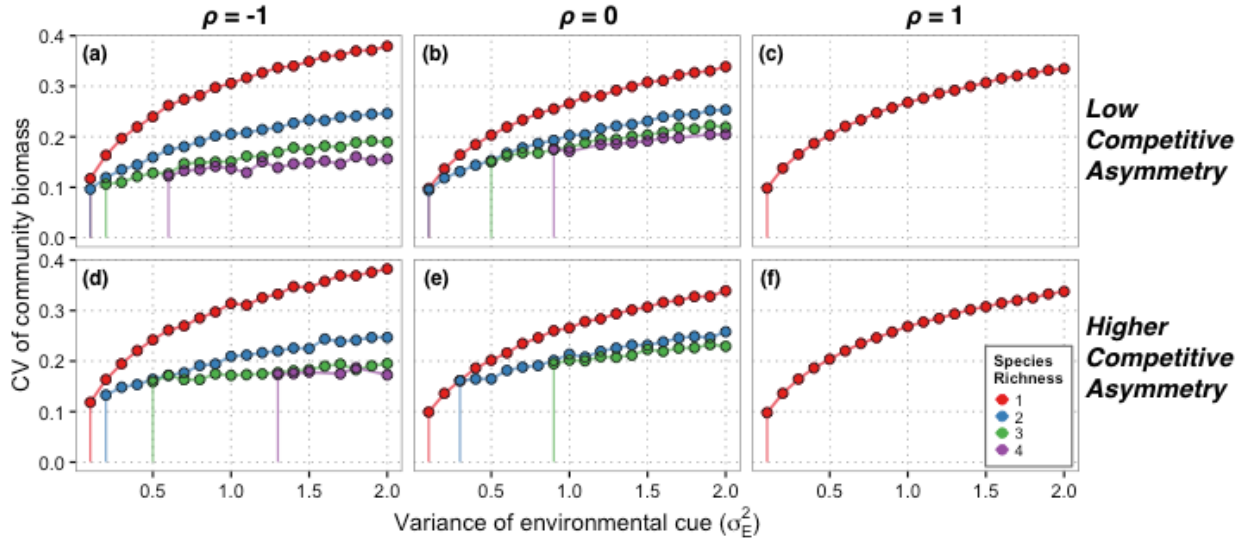 ρ = -1
ρ = 0
ρ = 1
CV of community biomass
0.4
0.3
0.2
0.1
0.0
(a)
(b)
(c)
Low
Competitive
Asymmetry
0.4
0.3
0.2
0.1
0.0
(d)
(e)
(f)
Higher
Competitive
Asymmetry
Species
Richness
1
2
3
4
0.5 1.0 1.5 2.0
0.5 1.0 1.5 2.0
0.5 1.0 1.5 2.0
Variance of environmental cue (σ²E)